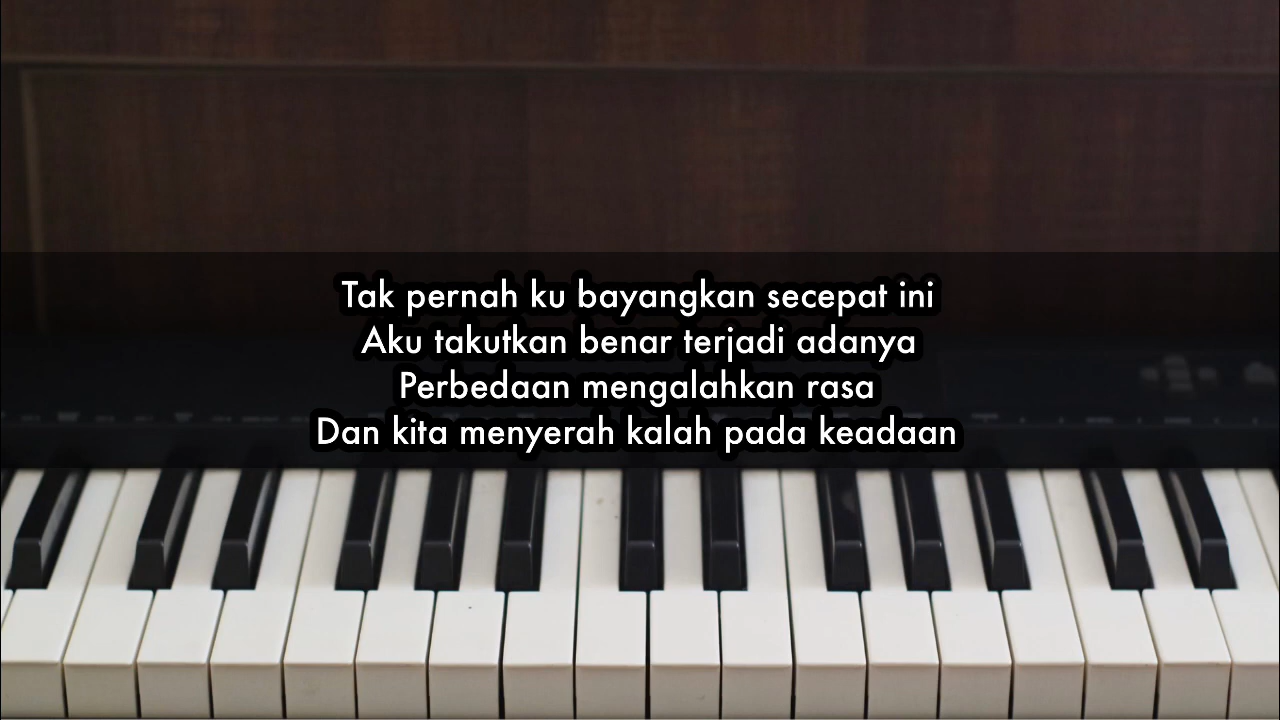 Tak pernah ku bayangkan secepat ini
Aku takutkan benar terjadi adanya
Perbedaan mengalahkan rasa
Dan kita menyerah kalah pada keadaan